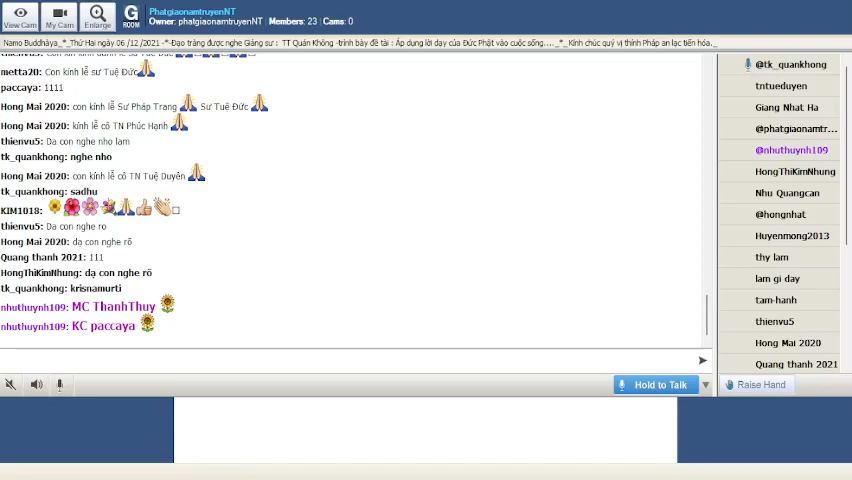 PhatgiaonamtruyenNT
Owner: phatgiaonamtruyenNT | Members: 23 | Cams: 0
View Cam
My Cam
Enlarge
G
ROOM
Namo Buddhàya_*_Thứ Hai ngày 06 /12 /2021 -*-Đạo tràng được nghe Giảng sư : TT Quán Không -trình bày đề tài : Áp dụng lời dạy của Đức Phật vào cuộc sống...._*_ Kính chúc quý vị thính Pháp an lạc tiến hóa._
metta20: Con kính lễ sư Tuệ Đức
paccaya: 1111
Hong Mai 2020: con kính lễ Sư Pháp Trang Sư Tuệ Đức
Hong Mai 2020: kính lễ cô TN Phúc Hạnh
thienvu5: Da con nghe nho lam
tk_quankhong: nghe nho
Hong Mai 2020: con kính lễ cô TN Tuệ Duyên
tk_quankhong: sadhu
KIM1018:
thienvu5: Da con nghe ro
Hong Mai 2020: dạ con nghe rõ
Quang thanh 2021: 111
HongThiKimNhung: dạ con nghe rõ
tk_quankhong: krisnamurti
nhuthuynh109: MC ThanhThuy
nhuthuynh109: KC paccaya
@tk_quankhong
tntueduyen
Giang Nhat Ha
@phatgiaonamtr...
@nhuthuynh109
HongThiKimNhung
Nhu Quangcan
@hongnhat
Huyenmong2013
thy lam
lam gi day
tam-hanh
thienvu5
Hong Mai 2020
Quang thanh 2021
Hold to Talk
Raise Hand